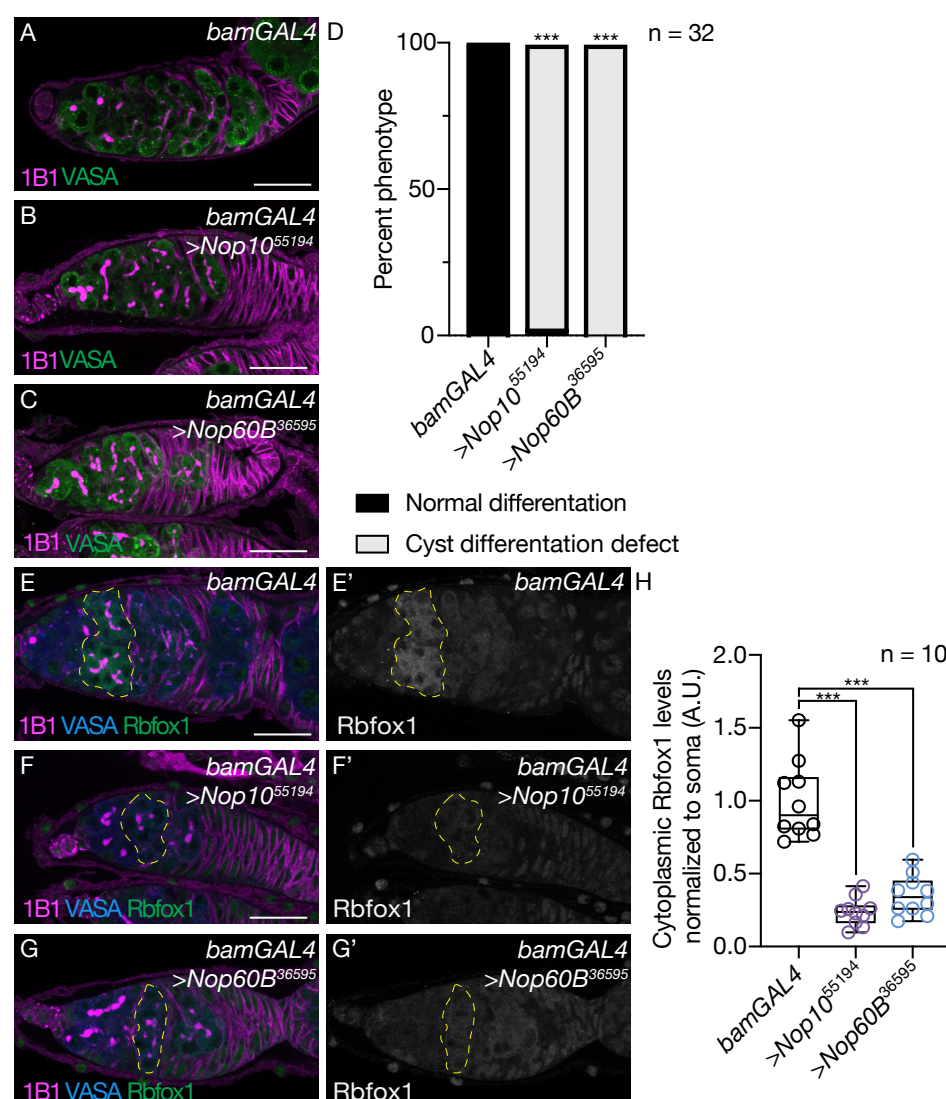 A
bamGAL4
1B1 VASA
B
bamGAL4
>Nop10^55194
1B1 VASA
C
bamGAL4
>Nop60B^36595
1B1 VASA
D
n = 32
*** ***
100
50
0
Percent phenotype
bamGAL4
>Nop10^55194
>Nop60B^36595
Normal differentation
Cyst differentation defect
E
bamGAL4
1B1 VASA Rbfox1
E'
bamGAL4
Rbfox1
F
bamGAL4
>Nop10^55194
1B1 VASA Rbfox1
F'
bamGAL4
>Nop10^55194
Rbfox1
G
bamGAL4
>Nop60B^36595
1B1 VASA Rbfox1
G'
bamGAL4
>Nop60B^36595
Rbfox1
H
n = 10
***
***
2.0
1.5
1.0
0.5
0.0
Cytoplasmic Rbfox1 levels
normalized to soma (A.U.)
bamGAL4
>Nop10^55194
>Nop60B^36595